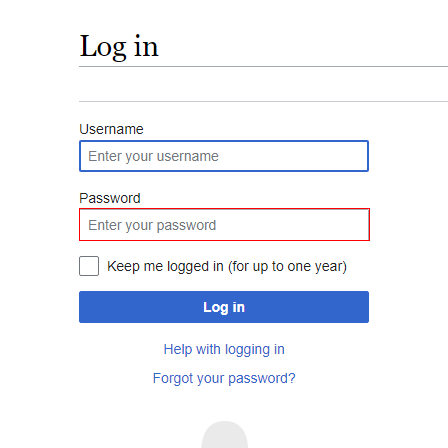 Log in
Username
Enter your username
Password
Enter your password
Keep me logged in (for up to one year)
Log in
Help with logging in
Forgot your password?